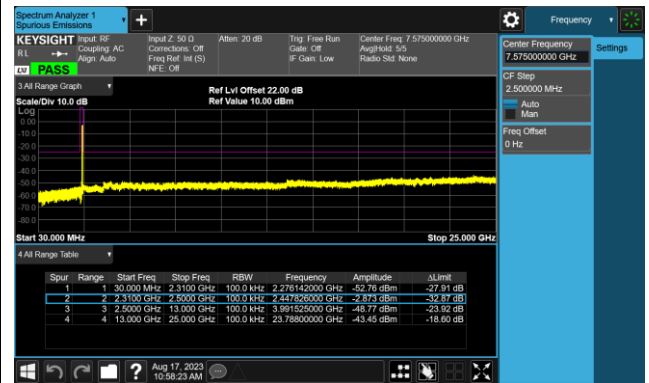 Spectrum Analyzer 1
Spurious Emissions
Frequency
KEYSIGHT
Input: RF
Input Z: 50 Ω
Atten: 20 dB
Trig: Free Run
Center Freq: 7.575000000 GHz
R L
Coupling: AC
Corrections: Off
Gate: Off
Avg|Hold: 5/5
Align: Auto
Freq Ref: Int (S)
IF Gain: Low
Radio Std: None
NFE: Off
LXI
PASS
Center Frequency
7.575000000 GHz
Settings
CF Step
2.500000 MHz
Auto
Man
Freq Offset
0 Hz
3 All Range Graph
Ref Lvl Offset 22.00 dB
Scale/Div 10.0 dB
Ref Value 10.00 dBm
Log
0.00
-10.0
-20.0
-30.0
-40.0
-50.0
-60.0
-70.0
-80.0
Start 30.000 MHz
Stop 25.000 GHz
4 All Range Table
Spur Range Start Freq Stop Freq RBW Frequency Amplitude ΔLimit
1 1 30.000 MHz 2.3100 GHz 100.0 kHz 2.276142000 GHz -52.76 dBm -27.91 dB
2 2 2.3100 GHz 2.5000 GHz 100.0 kHz 2.447826000 GHz -2.873 dBm -32.87 dB
3 3 2.5000 GHz 13.000 GHz 100.0 kHz 3.991525000 GHz -48.77 dBm -23.92 dB
4 4 13.000 GHz 25.000 GHz 100.0 kHz 23.78800000 GHz -43.45 dBm -18.60 dB
?
Aug 17, 2023
10:58:23 AM